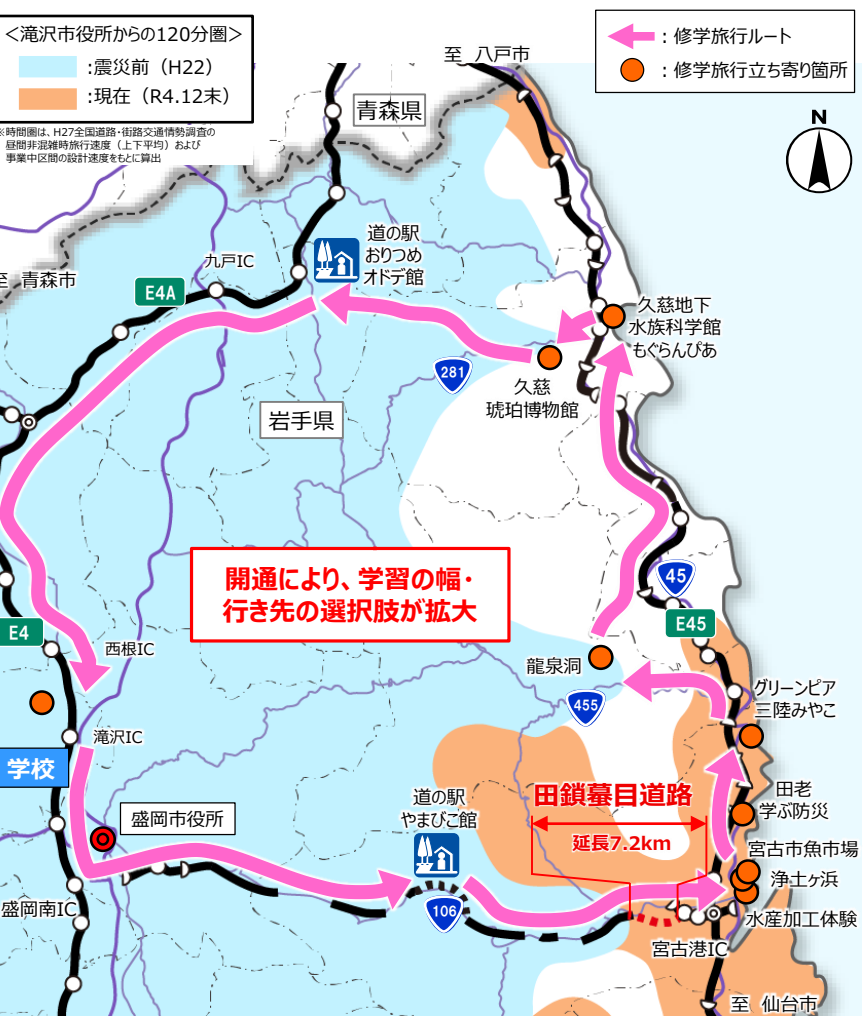 ＜滝沢市役所からの120分圏＞
:震災前（H22）
:現在（R4.12末）
※時間圏は、H27全国道路・街路交通情勢調査の
昼間非混雑時旅行速度（上下平均）および
事業中区間の設計速度をもとに算出
：修学旅行ルート
：修学旅行立ち寄り箇所
N
至 八戸市
青森県
道の駅
おりつめ
オドデ館
九戸IC
至 青森市
E4A
久慈地下
水族科学館
もぐらんぴあ
281
久慈
琥珀博物館
岩手県
開通により、学習の幅・
行き先の選択肢が拡大
45
E45
E4
西根IC
龍泉洞
455
グリーンピア
三陸みやこ
滝沢IC
学校
盛岡市役所
道の駅
やまびこ館
田鎖蟇目道路
延長7.2km
田老
学ぶ防災
宮古市魚市場
浄土ヶ浜
水産加工体験
盛岡南IC
106
宮古港IC
至 仙台市